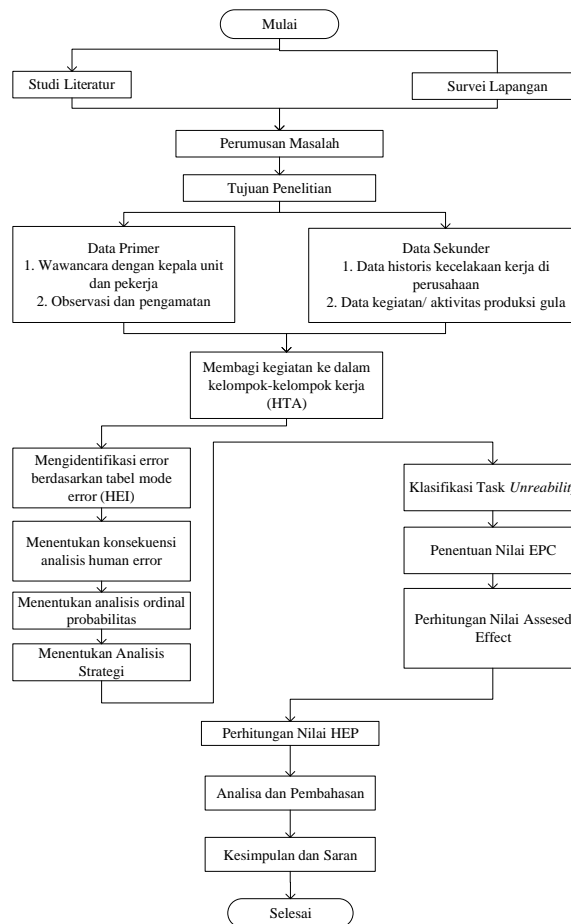 Mulai
Studi Literatur
Survei Lapangan
Perumusan Masalah
Tujuan Penelitian
Data Primer
1. Wawancara dengan kepala unit
dan pekerja
2. Observasi dan pengamatan
Data Sekunder
1. Data historis kecelakaan kerja di
perusahaan
2. Data kegiatan/ aktivitas produksi gula
Membagi kegiatan ke dalam
kelompok-kelompok kerja
(HTA)
Mengidentifikasi error
berdasarkan tabel mode
error (HEI)
Menentukan konsekuensi
analisis human error
Menentukan analisis ordinal
probabilitas
Menentukan Analisis
Strategi
Klasifikasi Task Unreability
Penentuan Nilai EPC
Perhitungan Nilai Assesed
Effect
Perhitungan Nilai HEP
Analisa dan Pembahasan
Kesimpulan dan Saran
Selesai